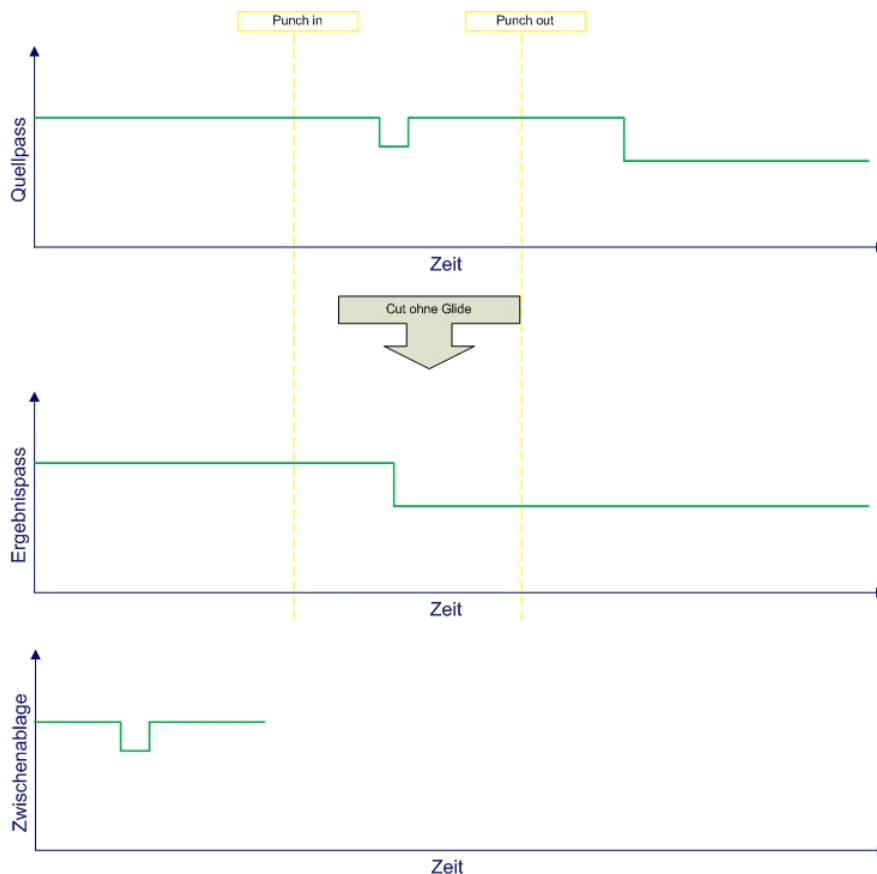 Punch in
Punch out
Quellpass
Zeit
Cut ohne Glide
Ergebnispass
Zeit
Zwischenablage
Zeit